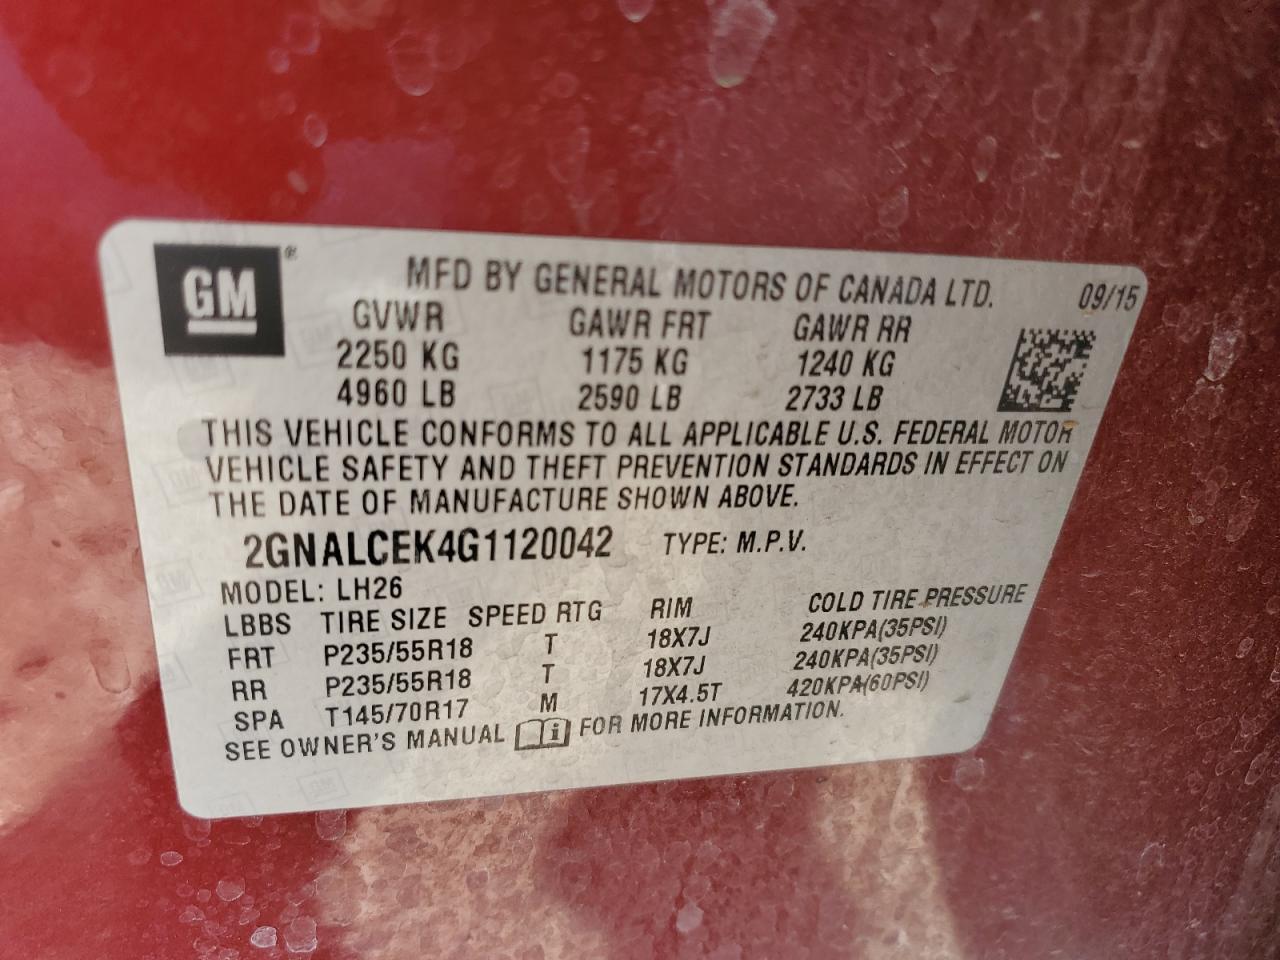 GM ®
MFD BY GENERAL MOTORS OF CANADA LTD. 09/15
GVWR GAWR FRT GAWR RR
2250 KG 1175 KG 1240 KG
4960 LB 2590 LB 2733 LB
THIS VEHICLE CONFORMS TO ALL APPLICABLE U.S. FEDERAL MOTOR
VEHICLE SAFETY AND THEFT PREVENTION STANDARDS IN EFFECT ON
THE DATE OF MANUFACTURE SHOWN ABOVE.
2GNALCEK4G1120042 TYPE: M.P.V.
MODEL: LH26
LBBS TIRE SIZE SPEED RTG RIM COLD TIRE PRESSURE
FRT P235/55R18 T 18X7J 240KPA(35PSI)
RR P235/55R18 T 18X7J 240KPA(35PSI)
SPA T145/70R17 M 17X4.5T 420KPA(60PSI)
SEE OWNER'S MANUAL i FOR MORE INFORMATION.